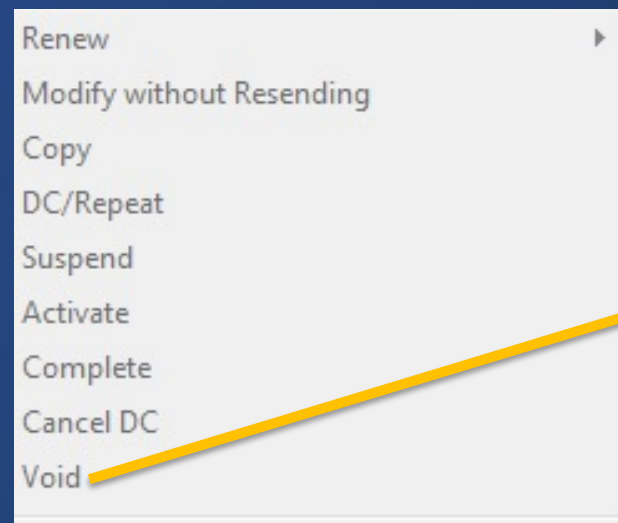 Renew
Modify without Resending
Copy
DC/Repeat
Suspend
Activate
Complete
Cancel DC
Void